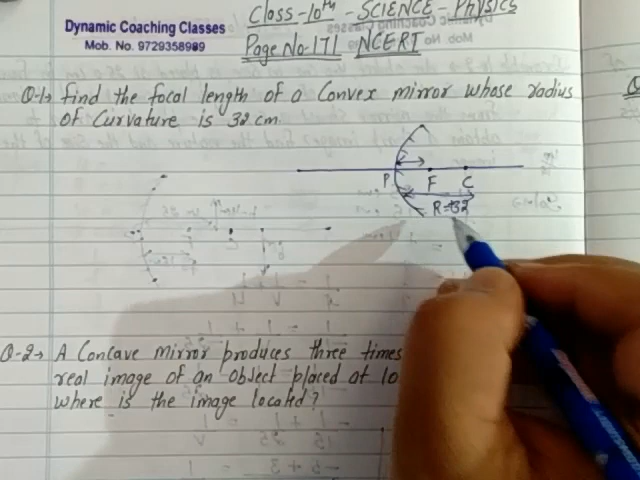 Dynamic Coaching Classes
Mob. No. 9729358989
Class-10th - SCIENCE - Physics
Page No-171 NCERT
Q-1→ Find the focal length of a Convex mirror whose radius
of Curvature is 32 cm.
P F C
R=+32
Q-2→ A Concave mirror produces three times
real image of an object placed at 10
where is the image located?